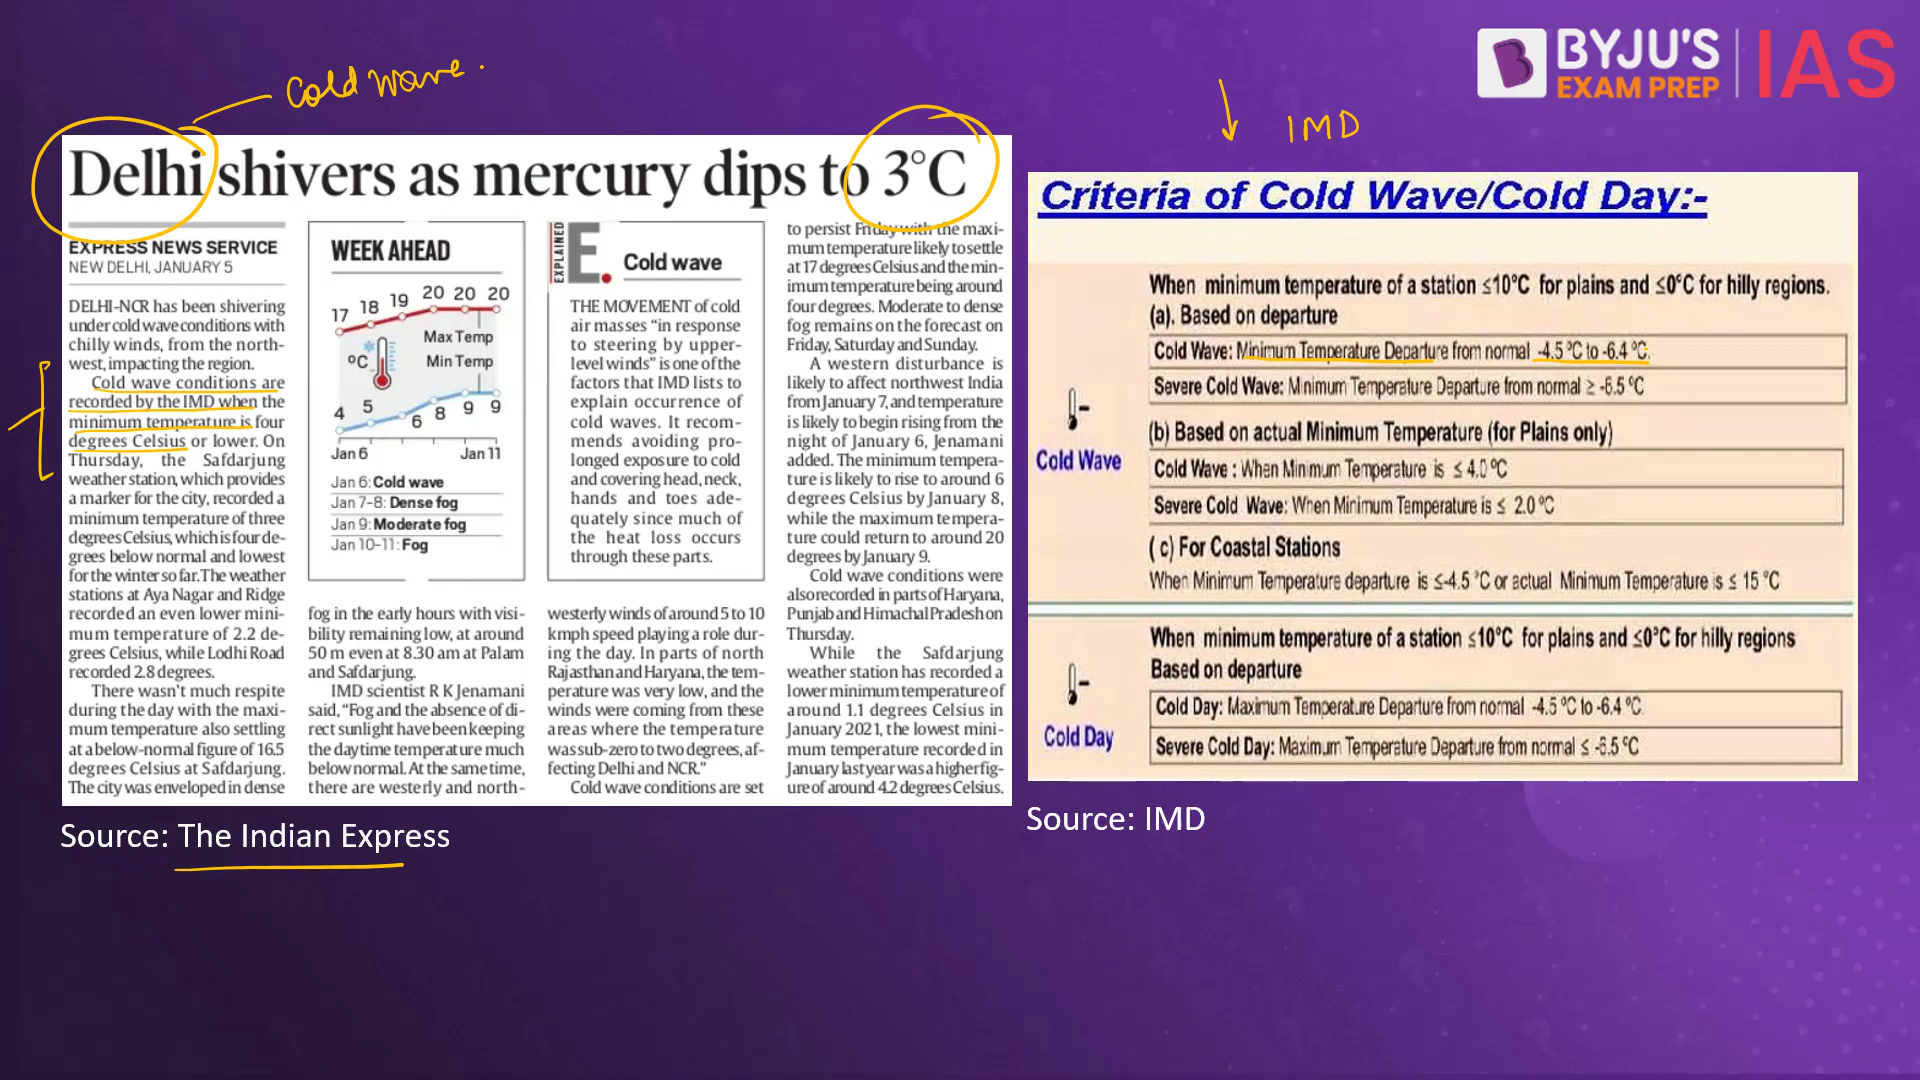 Cold Wave.
BYJU'S
EXAM PREP
IAS
IMD
Delhi shivers as mercury dips to 3°C
EXPRESS NEWS SERVICE
NEW DELHI, JANUARY 5
DELHI-NCR has been shivering
under cold wave conditions with
chilly winds, from the north-
west, impacting the region.
Cold wave conditions are
recorded by the IMD when the
minimum temperature is four
degrees Celsius or lower. On
Thursday, the Safdarjung
weather station, which provides
a marker for the city, recorded a
minimum temperature of three
degrees Celsius, which is four de-
grees below normal and lowest
for the winter so far. The weather
stations at Aya Nagar and Ridge
recorded an even lower mini-
mum temperature of 2.2 de-
grees Celsius, while Lodhi Road
recorded 2.8 degrees.
There wasn't much respite
during the day with the maxi-
mum temperature also settling
at a below-normal figure of 16.5
degrees Celsius at Safdarjung.
The city was enveloped in dense
WEEK AHEAD
17 18 19 20 20 20
Max Temp
°C
Min Temp
4 5 6 8 9 9
Jan 6 Jan 11
Jan 6: Cold wave
Jan 7-8: Dense fog
Jan 9: Moderate fog
Jan 10-11: Fog
fog in the early hours with visi-
bility remaining low, at around
50 m even at 8.30 am at Palam
and Safdarjung.
IMD scientist R K Jenamani
said, “Fog and the absence of di-
rect sunlight have been keeping
the daytime temperature much
below normal. At the same time,
there are westerly and north-
EXPLAINED
E.
Cold wave
THE MOVEMENT of cold
air masses “in response
to steering by upper-
level winds” is one of the
factors that IMD lists to
explain occurrence of
cold waves. It recom-
mends avoiding pro-
longed exposure to cold
and covering head, neck,
hands and toes ade-
quately since much of
the heat loss occurs
through these parts.
westerly winds of around 5 to 10
kmph speed playing a role dur-
ing the day. In parts of north
Rajasthan and Haryana, the tem-
perature was very low, and the
winds were coming from these
areas where the temperature
was sub-zero to two degrees, af-
fecting Delhi and NCR.”
Cold wave conditions are set
to persist Friday with the maxi-
mum temperature likely to settle
at 17 degrees Celsius and the min-
imum temperature being around
four degrees. Moderate to dense
fog remains on the forecast on
Friday, Saturday and Sunday.
A western disturbance is
likely to affect northwest India
from January 7, and temperature
is likely to begin rising from the
night of January 6, Jenamani
added. The minimum tempera-
ture is likely to rise to around 6
degrees Celsius by January 8,
while the maximum tempera-
ture could return to around 20
degrees by January 9.
Cold wave conditions were
also recorded in parts of Haryana,
Punjab and Himachal Pradesh on
Thursday.
While the Safdarjung
weather station has recorded a
lower minimum temperature of
around 1.1 degrees Celsius in
January 2021, the lowest mini-
mum temperature recorded in
January last year was a higher fig-
ure of around 4.2 degrees Celsius.
Source: The Indian Express
Criteria of Cold Wave/Cold Day:-
When minimum temperature of a station ≤10°C for plains and ≤0°C for hilly regions.
(a). Based on departure
Cold Wave: Minimum Temperature Departure from normal -4.5 °C to -6.4 °C.
Severe Cold Wave: Minimum Temperature Departure from normal ≥ -6.5 °C
Cold Wave
(b) Based on actual Minimum Temperature (for Plains only)
Cold Wave : When Minimum Temperature is ≤ 4.0 °C
Severe Cold Wave: When Minimum Temperature is ≤ 2.0 °C
( c) For Coastal Stations
When Minimum Temperature departure is ≤-4.5 °C or actual Minimum Temperature is ≤ 15 °C
When minimum temperature of a station ≤10°C for plains and ≤0°C for hilly regions
Based on departure
Cold Day
Cold Day: Maximum Temperature Departure from normal -4.5 °C to -6.4 °C.
Severe Cold Day: Maximum Temperature Departure from normal ≤ -6.5 °C
Source: IMD